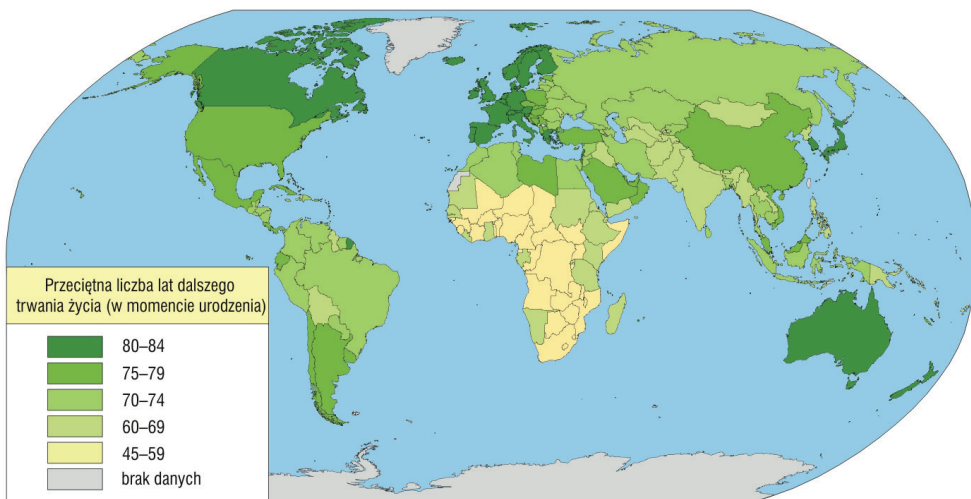 Przeciętna liczba lat dalszego
trwania życia (w momencie urodzenia)
80–84
75–79
70–74
60–69
45–59
brak danych